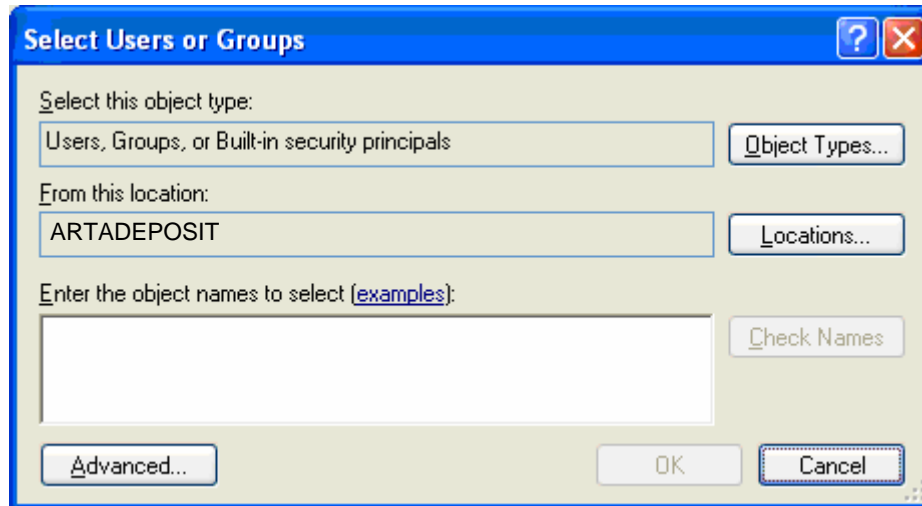 Select Users or Groups
?
Select this object type:
Users, Groups, or Built-in security principals
Object Types...
From this location:
ARTADEPOSIT
Locations...
Enter the object names to select (examples):
Check Names
Advanced...
OK
Cancel